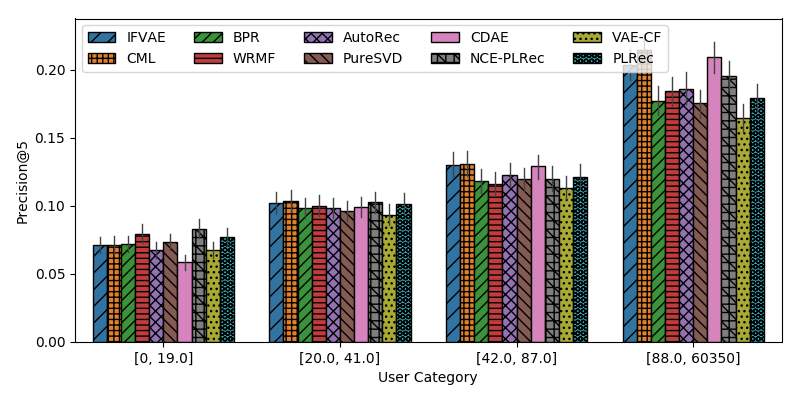 IFVAE BPR AutoRec CDAE VAE-CF
CML WRMF PureSVD NCE-PLRec PLRec
0.20
0.15
0.10
0.05
0.00
Precision@5
[0, 19.0] [20.0, 41.0] [42.0, 87.0] [88.0, 60350]
User Category